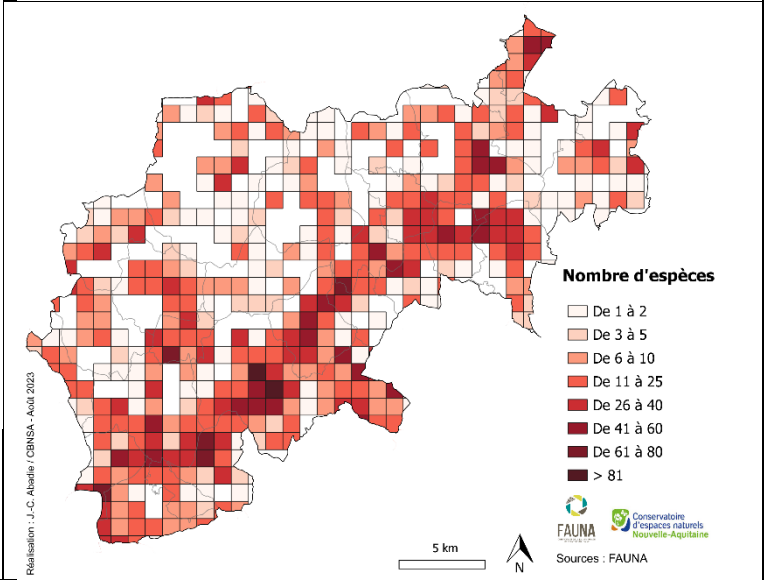 Nombre d'espèces
De 1 à 2
De 3 à 5
De 6 à 10
De 11 à 25
De 26 à 40
De 41 à 60
De 61 à 80
> 81
Réalisation : J.-C. Abadie / CBNSA - Août 2023
5 km
N
FAUNA
Conservatoire
d'espaces naturels
Nouvelle-Aquitaine
Sources : FAUNA